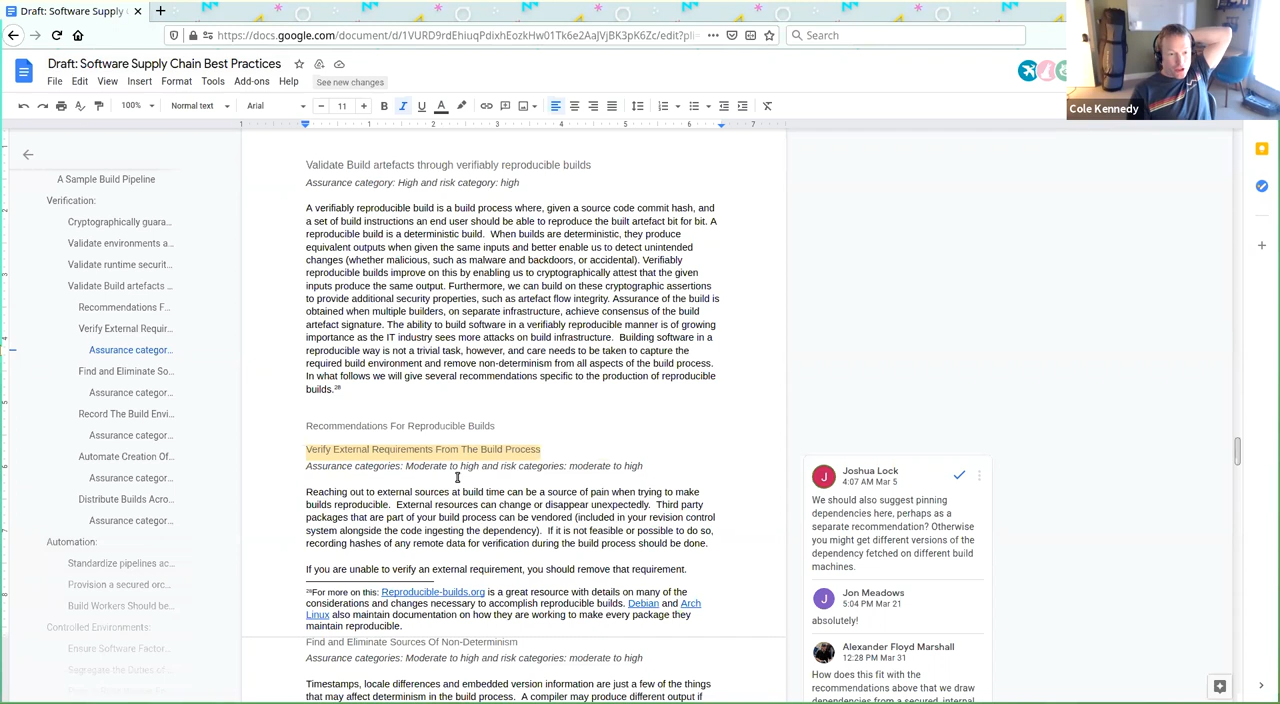 Draft: Software Supply C
https://docs.google.com/document/d/1VURD9rdEhiuqPdixhEozkHw01Tk6e2AaJVjBK3pK6Zc/edit?pli
Search
Cole Kennedy
Draft: Software Supply Chain Best Practices
File Edit View Insert Format Tools Add-ons Help See new changes
100% Normal text Arial 11
1 1 2 3 4 5 6 7
A Sample Build Pipeline
Verification:
Cryptographically guara...
Validate environments a...
Validate runtime securit...
Validate Build artefacts ...
Recommendations F...
Verify External Requir...
Assurance categor...
Find and Eliminate So...
Assurance categor...
Record The Build Envi...
Assurance categor...
Automate Creation Of...
Assurance categor...
Distribute Builds Acro...
Assurance categor...
Automation:
Standardize pipelines ac...
Provision a secured orc...
Build Workers Should be...
Controlled Environments:
Ensure Software Factor...
Segregate the Duties of...
Validate Build artefacts through verifiably reproducible builds
Assurance category: High and risk category: high
A verifiably reproducible build is a build process where, given a source code commit hash, and
a set of build instructions an end user should be able to reproduce the built artefact bit for bit. A
reproducible build is a deterministic build. When builds are deterministic, they produce
equivalent outputs when given the same inputs and better enable us to detect unintended
changes (whether malicious, such as malware and backdoors, or accidental). Verifiably
reproducible builds improve on this by enabling us to cryptographically attest that the given
inputs produce the same output. Furthermore, we can build on these cryptographic assertions
to provide additional security properties, such as artefact flow integrity. Assurance of the build is
obtained when multiple builders, on separate infrastructure, achieve consensus of the build
artefact signature. The ability to build software in a verifiably reproducible manner is of growing
importance as the IT industry sees more attacks on build infrastructure. Building software in a
reproducible way is not a trivial task, however, and care needs to be taken to capture the
required build environment and remove non-determinism from all aspects of the build process.
In what follows we will give several recommendations specific to the production of reproducible
builds.28
Recommendations For Reproducible Builds
Verify External Requirements From The Build Process
Assurance categories: Moderate to high and risk categories: moderate to high
Reaching out to external sources at build time can be a source of pain when trying to make
builds reproducible. External resources can change or disappear unexpectedly. Third party
packages that are part of your build process can be vendored (included in your revision control
system alongside the code ingesting the dependency). If it is not feasible or possible to do so,
recording hashes of any remote data for verification during the build process should be done.
If you are unable to verify an external requirement, you should remove that requirement.
28For more on this: Reproducible-builds.org is a great resource with details on many of the
considerations and changes necessary to accomplish reproducible builds. Debian and Arch
Linux also maintain documentation on how they are working to make every package they
maintain reproducible.
Find and Eliminate Sources Of Non-Determinism
Assurance categories: Moderate to high and risk categories: moderate to high
Timestamps, locale differences and embedded version information are just a few of the things
that may affect determinism in the build process. A compiler may produce different output if
J
Joshua Lock
4:07 AM Mar 5
We should also suggest pinning
dependencies here, perhaps as a
separate recommendation? Otherwise
you might get different versions of the
dependency fetched on different build
machines.
J
Jon Meadows
5:04 PM Mar 21
absolutely!
Alexander Floyd Marshall
12:28 PM Mar 31
How does this fit with the
recommendations above that we draw
dependencies from a secured, internal